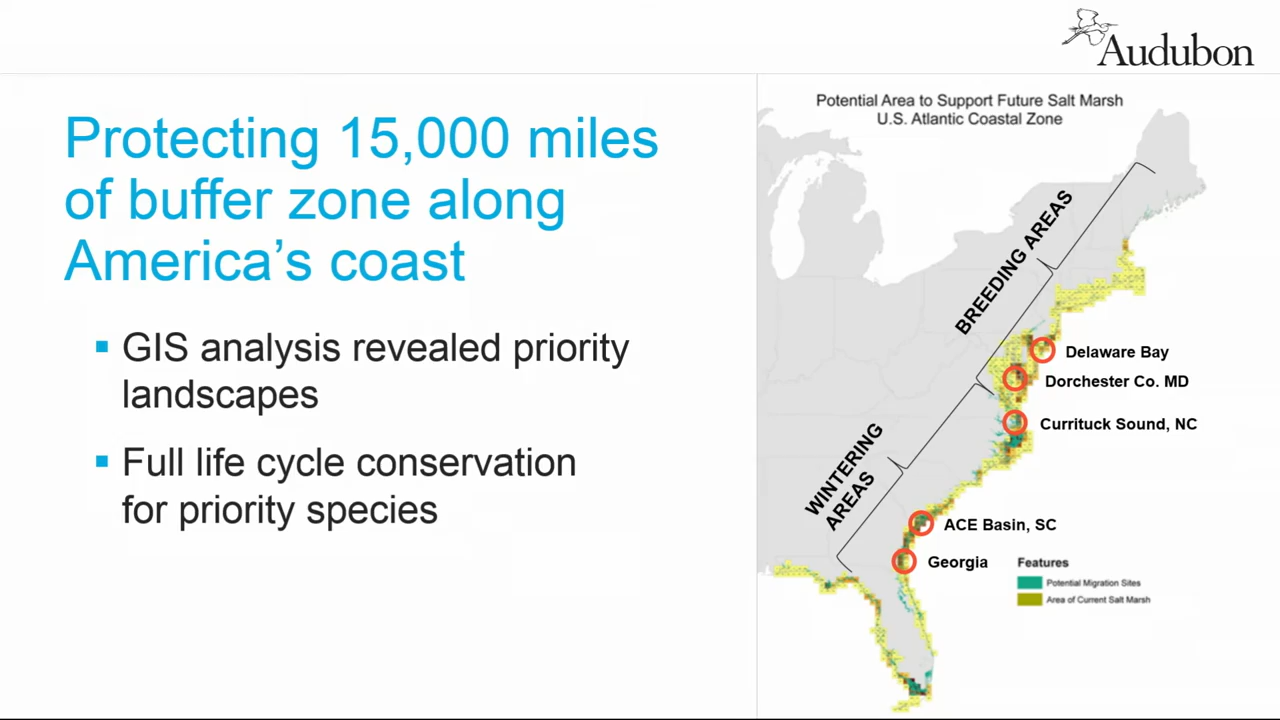 Audubon
Protecting 15,000 miles
of buffer zone along
America's coast
GIS analysis revealed priority
landscapes
Full life cycle conservation
for priority species
Potential Area to Support Future Salt Marsh
U.S. Atlantic Coastal Zone
BREEDING AREAS
Delaware Bay
Dorchester Co. MD
Currituck Sound, NC
WINTERING
AREAS
ACE Basin, SC
Georgia
Features
Potential Migration Sites
Area of Current Salt Marsh